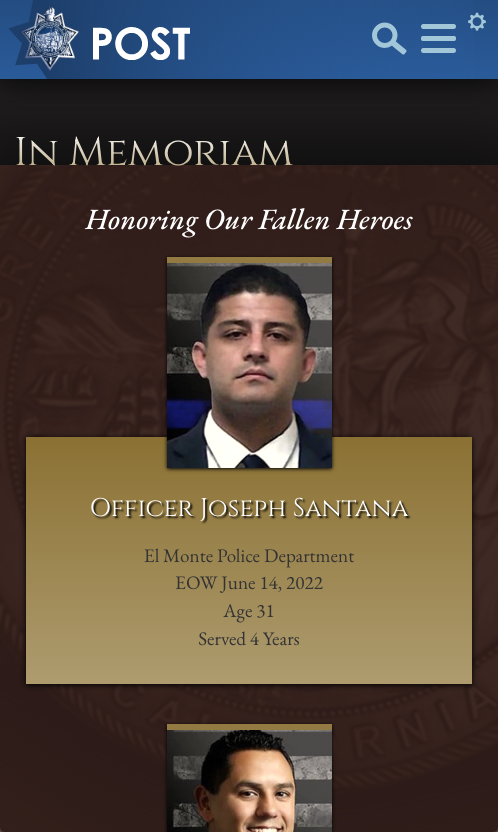 POST
In Memoriam
Honoring Our Fallen Heroes
Officer Joseph Santana
El Monte Police Department
EOW June 14, 2022
Age 31
Served 4 Years
CALIFORNIA